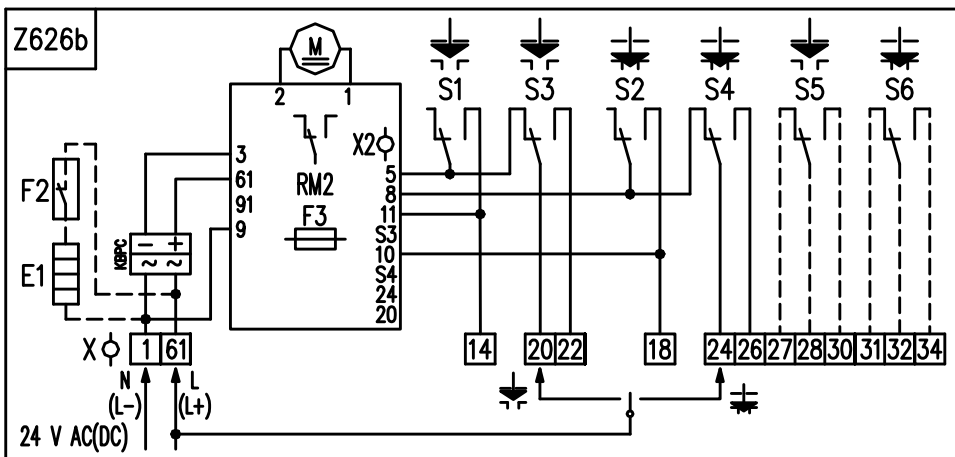 Z626b
M
2 1
S1 S3 S2 S4 S5 S6
X2
3
61
91
9
RM2
F3
5
8
11
S3
10
S4
24
20
F2
E1
KBPC
− +
~ ~
X 1 61
14 20 22 18 24 26 27 28 30 31 32 34
N L
(L−) (L+)
24 V AC(DC)